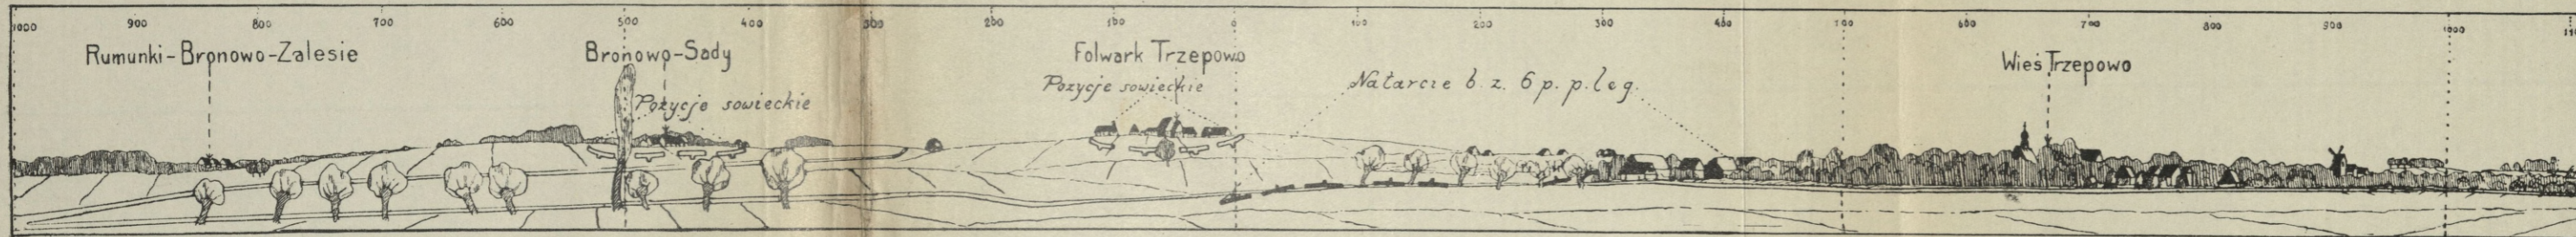 1000 900 800 700 600 500 400 300 200 100 0 100 200 300 400 500 600 700 800 900 1000
Rumunki-Bronowo-Zalesie
Bronowo-Sady
Pozycje sowieckie
Folwark Trzepowo
Pozycje sowieckie
Natarcie b. z. 6 p. p. leg.
Wieś Trzepowo